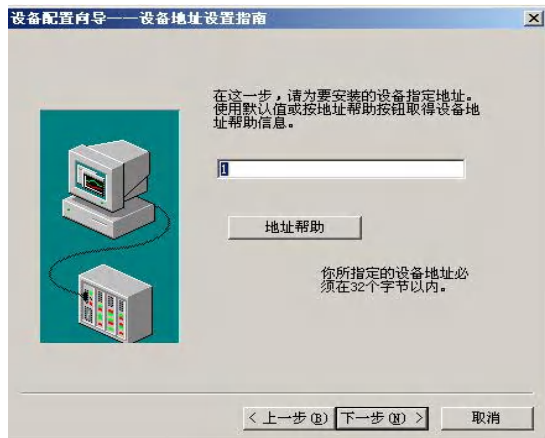 设备配置向导——设备地址设置指南
在这一步，请为要安装的设备指定地址。
使用默认值或按地址帮助按钮取得设备地
址帮助信息。
1
地址帮助
你所指定的设备地址必
须在32个字节以内。
< 上一步(B) 下一步(N) > 取消